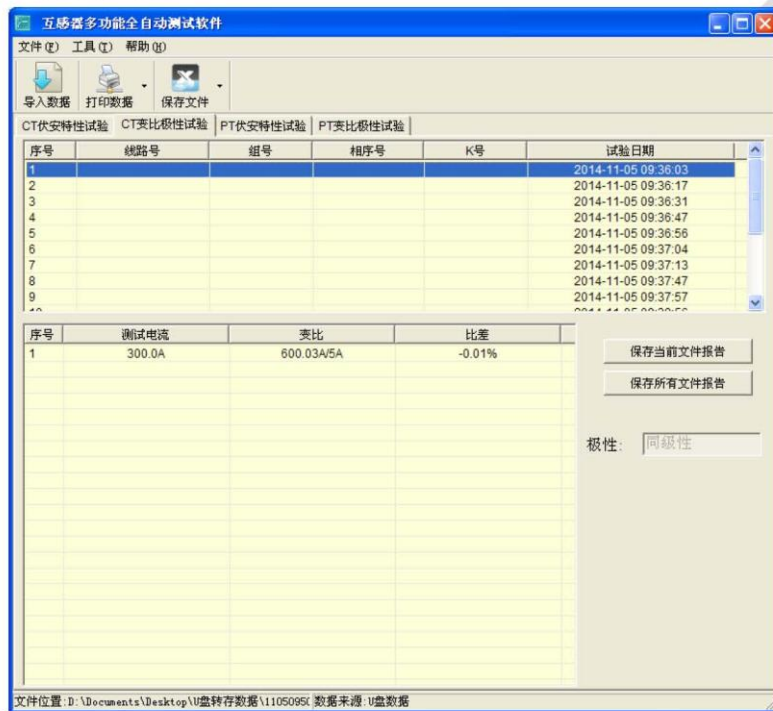 互感器多功能全自动测试软件
文件(F) 工具(T) 帮助(H)
导入数据 打印数据 保存文件
CT伏安特性试验 CT变比极性试验 PT伏安特性试验 PT变比极性试验
序号 线路号 组号 相序号 K号 试验日期
1 2014-11-05 09:36:03
2 2014-11-05 09:36:17
3 2014-11-05 09:36:31
4 2014-11-05 09:36:47
5 2014-11-05 09:36:56
6 2014-11-05 09:37:04
7 2014-11-05 09:37:13
8 2014-11-05 09:37:47
9 2014-11-05 09:37:57
序号 测试电流 变比 比差
1 300.0A 600.03A/5A -0.01%
保存当前文件报告
保存所有文件报告
极性: 同级性
文件位置:D:\Documents\Desktop\U盘转存数据\1105095( 数据来源:U盘数据